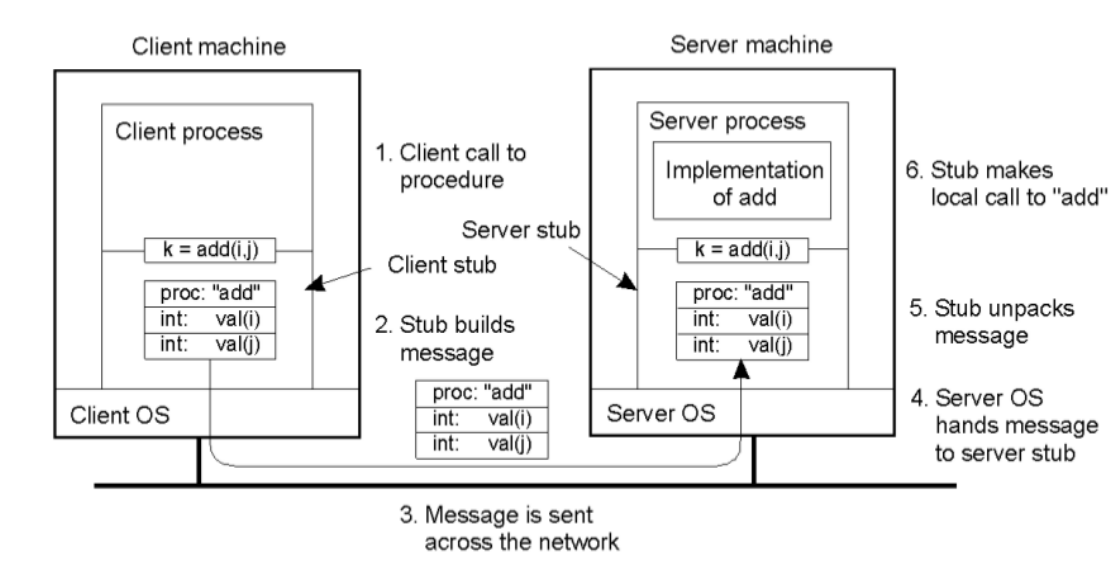 Client machine
Server machine
Client process
1. Client call to
procedure
Server process
Implementation
of add
6. Stub makes
local call to "add"
Server stub
k = add(i,j)
k = add(i,j)
Client stub
proc: "add"
int: val(i)
int: val(j)
2. Stub builds
message
proc: "add"
int: val(i)
int: val(j)
proc: "add"
int: val(i)
int: val(j)
5. Stub unpacks
message
Client OS
Server OS
4. Server OS
hands message
to server stub
3. Message is sent
across the network